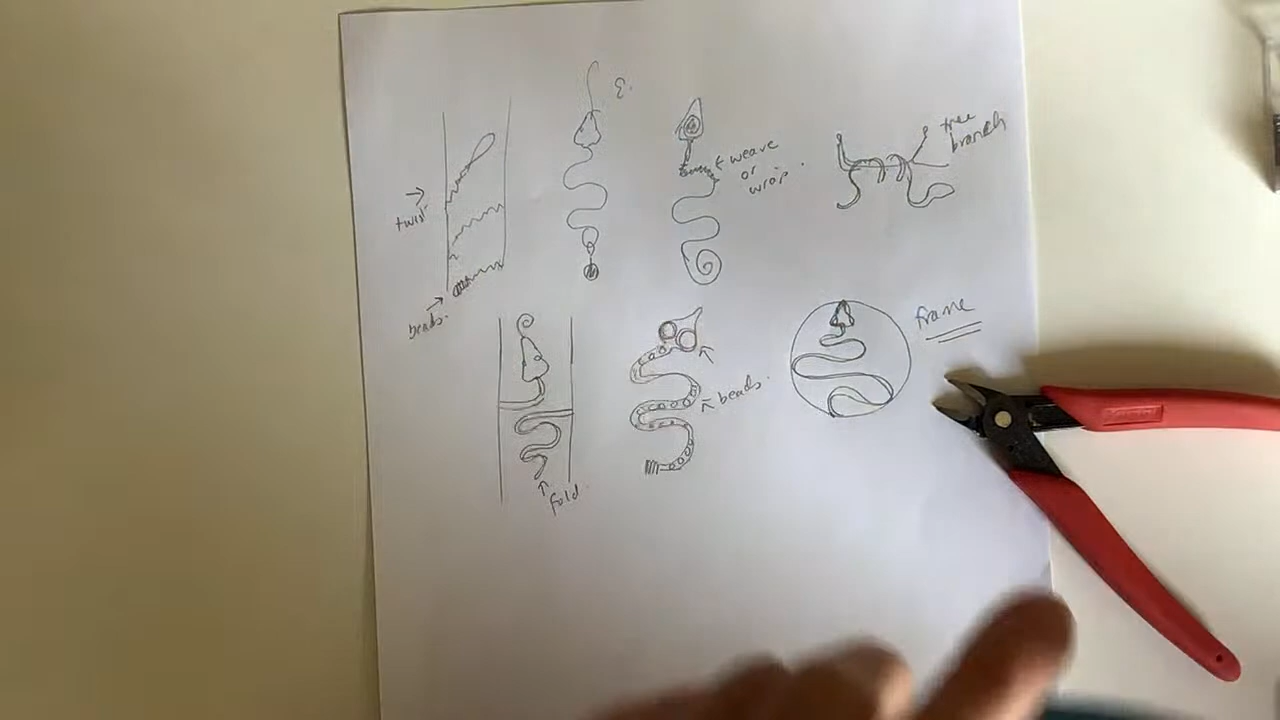 weave
or
wrap.
tree
branch
twist
beads.
frame
beads.
fold.